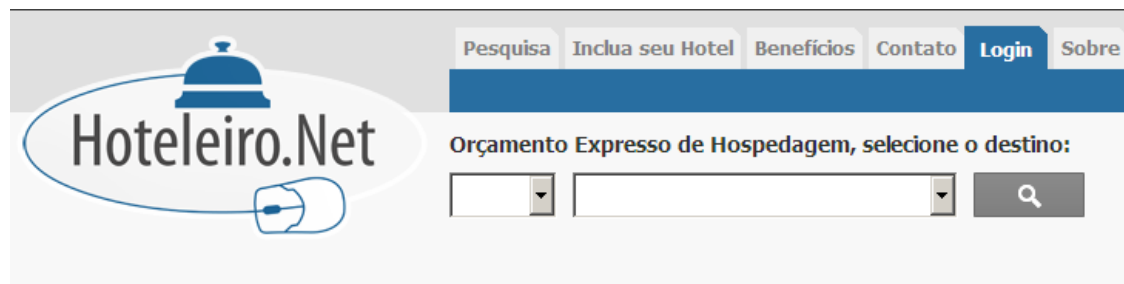 Pesquisa Inclua seu Hotel Benefícios Contato Login Sobre
Hoteleiro.Net
Orçamento Expresso de Hospedagem, selecione o destino: